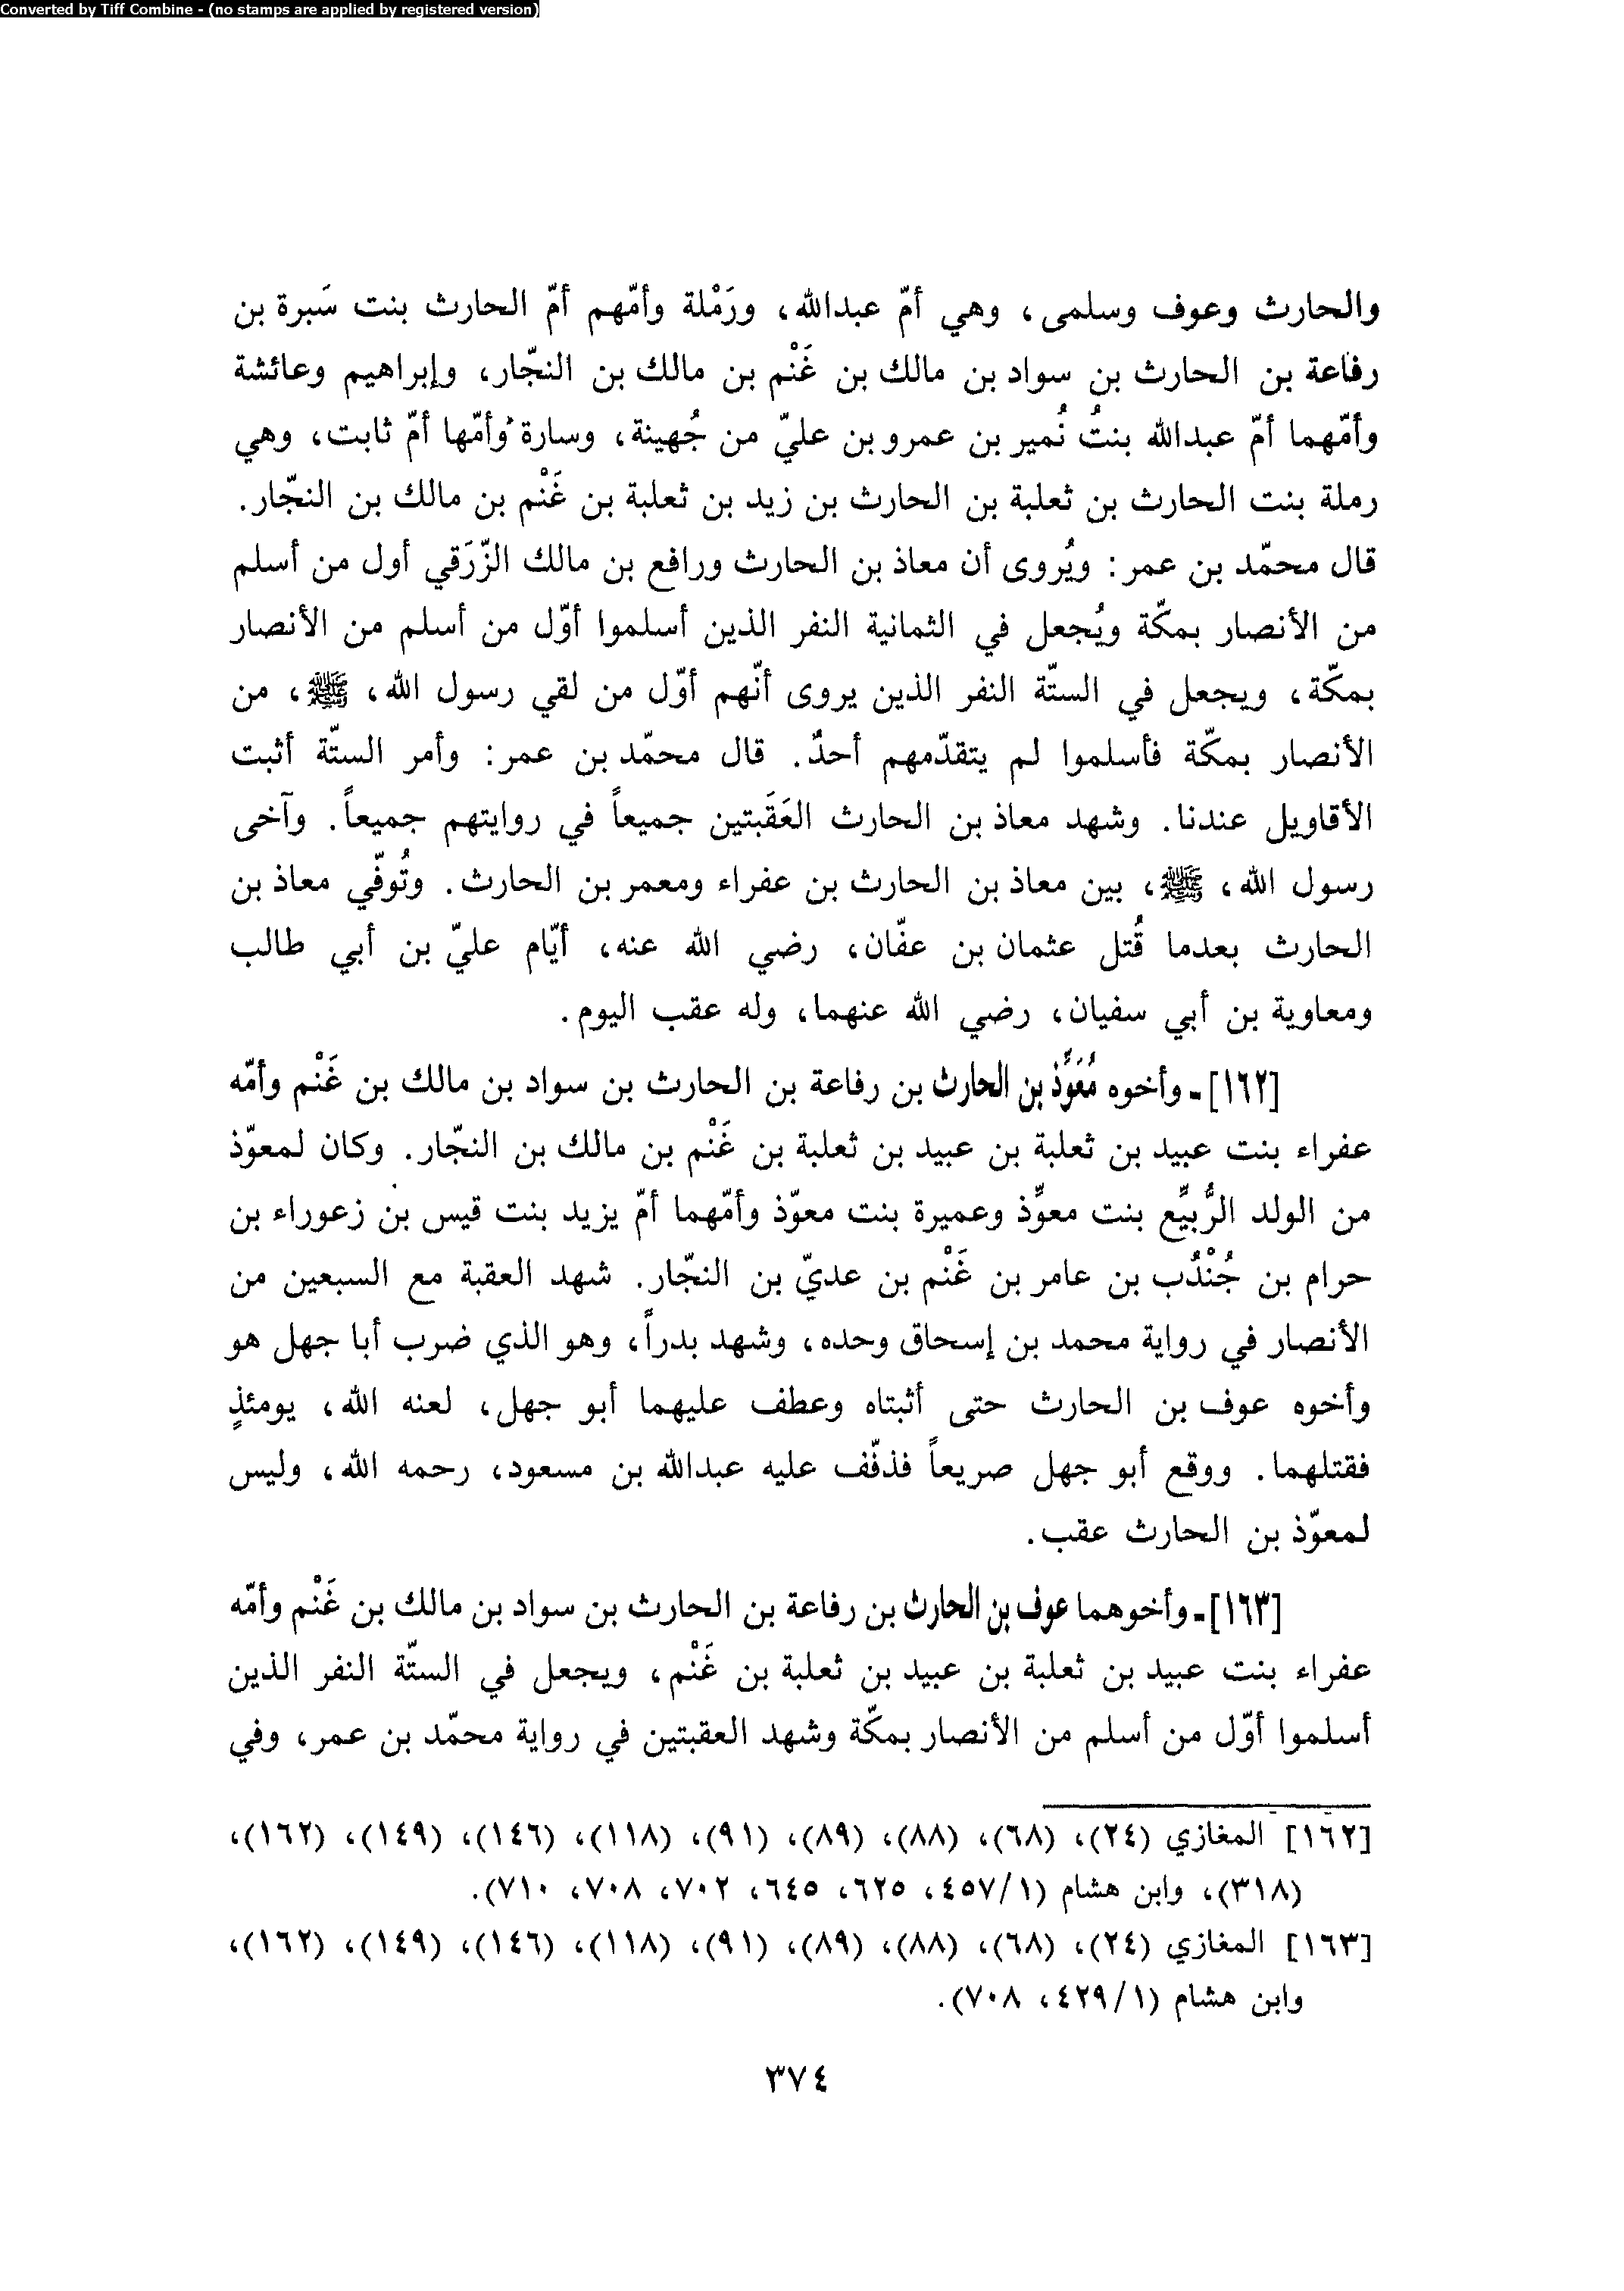 Converted by Tiff Combine - (no stamps are applied by registered version)
والحارث وعوف وسلمى، وهي أمّ عبدالله، ورَمْلة وأمّهم أمّ الحارث بنت سَبرة بن
رفاعة بن الحارث بن سواد بن مالك بن غَنْم بن مالك بن النجّار، وإبراهيم وعائشة
وأمّهما أمّ عبدالله بنتُ نُمير بن عمرو بن عليّ من جُهينة، وسارة وأمّها أمّ ثابت، وهي
رملة بنت الحارث بن ثعلبة بن الحارث بن زيد بن ثعلبة بن غَنْم بن مالك بن النجّار.
قال محمّد بن عمر: ويُروى أن معاذ بن الحارث ورافع بن مالك الزّرَقي أول من أسلم
من الأنصار بمكّة ويُجعل في الثمانية النفر الذين أسلموا أوّل من أسلم من الأنصار
بمكّة، ويجعل في الستّة النفر الذين يروى أنّهم أوّل من لقي رسول الله، ﷺ، من
الأنصار بمكّة فأسلموا لم يتقدّمهم أحدٌ. قال محمّد بن عمر: وأمر الستّة أثبت
الأقاويل عندنا. وشهد معاذ بن الحارث العَقَبتين جميعاً في روايتهم جميعاً. وآخى
رسول الله، ﷺ، بين معاذ بن الحارث بن عفراء ومعمر بن الحارث. وتُوفّي معاذ بن
الحارث بعدما قُتل عثمان بن عفّان، رضي الله عنه، أيّام عليّ بن أبي طالب
ومعاوية بن أبي سفيان، رضي الله عنهما، وله عقب اليوم.
[١٦٢] ـ وأخوه مُعَوِّذ بن الحارث بن رفاعة بن الحارث بن سواد بن مالك بن غَنْم وأمّه
عفراء بنت عبيد بن ثعلبة بن عبيد بن ثعلبة بن غَنْم بن مالك بن النجّار. وكان لمعوّذ
من الولد الرُّبيِّع بنت معوِّذ وعميرة بنت معوّذ وأمّهما أمّ يزيد بنت قيس بن زعوراء بن
حرام بن جُنْدُب بن عامر بن غَنْم بن عديّ بن النجّار. شهد العقبة مع السبعين من
الأنصار في رواية محمد بن إسحاق وحده، وشهد بدراً، وهو الذي ضرب أبا جهل هو
وأخوه عوف بن الحارث حتى أثبتاه وعطف عليهما أبو جهل، لعنه الله، يومئذٍ
فقتلهما. ووقع أبو جهل صريعاً فذفّف عليه عبدالله بن مسعود، رحمه الله، وليس
لمعوّذ بن الحارث عقب.
[١٦٣] ـ وأخوهما عوف بن الحارث بن رفاعة بن الحارث بن سواد بن مالك بن غَنْم وأمّه
عفراء بنت عبيد بن ثعلبة بن عبيد بن ثعلبة بن غَنْم، ويجعل في الستّة النفر الذين
أسلموا أوّل من أسلم من الأنصار بمكّة وشهد العقبتين في رواية محمّد بن عمر، وفي
[١٦٢] المغازي (٢٤)، (٦٨)، (٨٨)، (٨٩)، (٩١)، (١١٨)، (١٤٦)، (١٤٩)، (١٦٢)،
(٣١٨)، وابن هشام (١/ ٤٥٧، ٦٢٥، ٦٤٥، ٧٠٢، ٧٠٨، ٧١٠).
[١٦٣] المغازي (٢٤)، (٦٨)، (٨٨)، (٨٩)، (٩١)، (١١٨)، (١٤٦)، (١٤٩)، (١٦٢)،
وابن هشام (١/ ٤٢٩، ٧٠٨).
٣٧٤